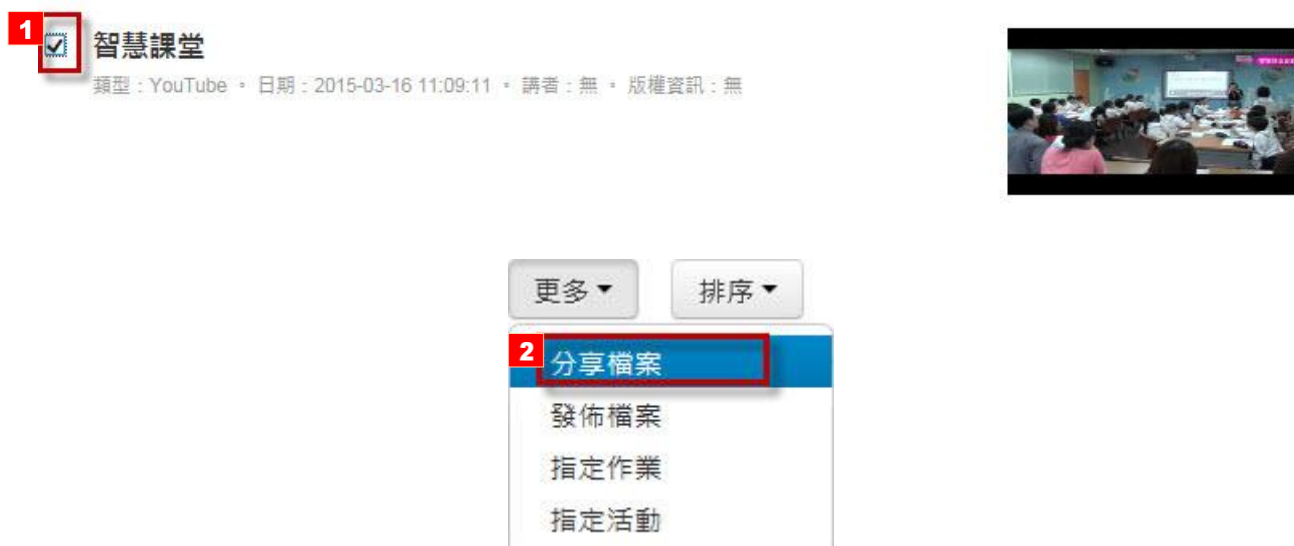 1
智慧課堂
類型：YouTube • 日期：2015-03-16 11:09:11 • 講者：無 • 版權資訊：無
更多 排序
2
分享檔案
發佈檔案
指定作業
指定活動